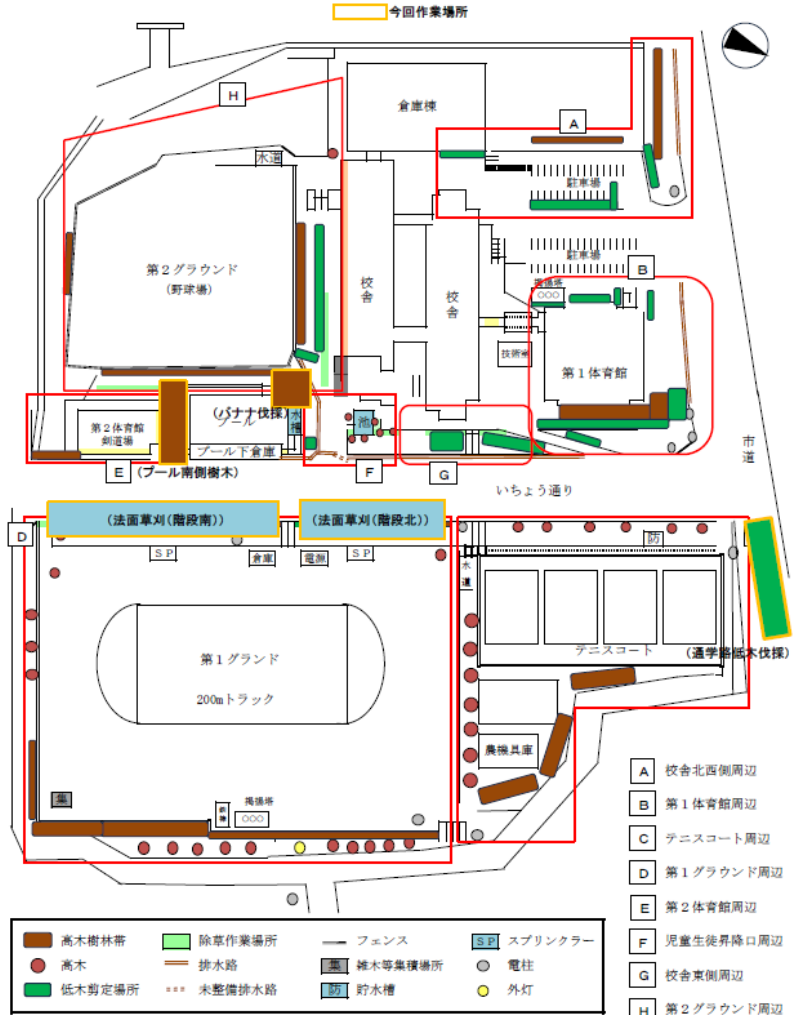 今回作業場所
H
倉庫棟
A
水道
駐車場
第2グラウンド
(野球場)
校舎
校舎
駐車場
B
掲揚塔
○○○
技術室
第1体育館
(バナナ伐採)
プール
水槽
池
第2体育館
剣道場
プール下倉庫
E
(プール南側樹木)
F
G
市道
いちょう通り
(法面草刈(階段南))
(法面草刈(階段北))
D
SP
倉庫
電源
SP
防
水道
第1グランド
200mトラック
テニスコート
(通学路低木伐採)
農機具庫
集
掲揚塔
○○○
A 校舎北西側周辺
B 第1体育館周辺
C テニスコート周辺
D 第1グラウンド周辺
E 第2体育館周辺
F 児童生徒昇降口周辺
G 校舎東側周辺
H 第2グラウンド周辺
高木樹林帯 除草作業場所 フェンス SP スプリンクラー
高木 排水路 集 雑木等集積場所 電柱
低木剪定場所 未整備排水路 防 貯水槽 外灯